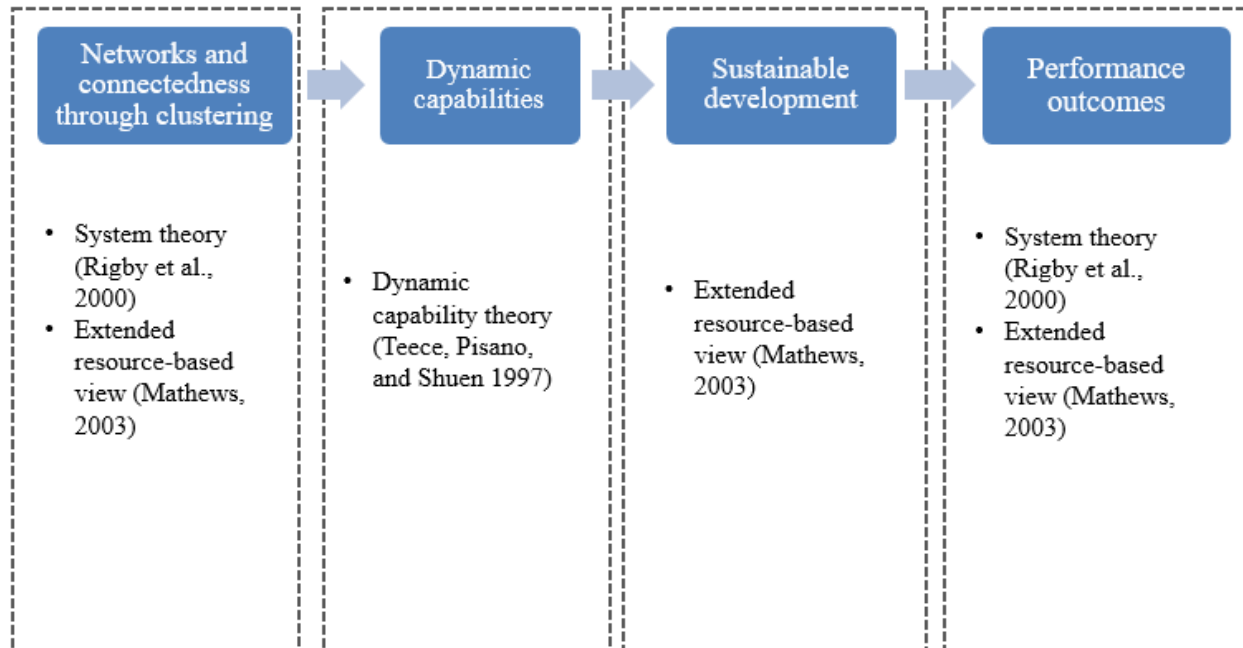 Networks and
connectedness
through clustering
Dynamic
capabilities
Sustainable
development
Performance
outcomes
• System theory
(Rigby et al.,
2000)
• Extended
resource-based
view (Mathews,
2003)
• Dynamic
capability theory
(Teece, Pisano,
and Shuen 1997)
• Extended
resource-based
view (Mathews,
2003)
• System theory
(Rigby et al.,
2000)
• Extended
resource-based
view (Mathews,
2003)